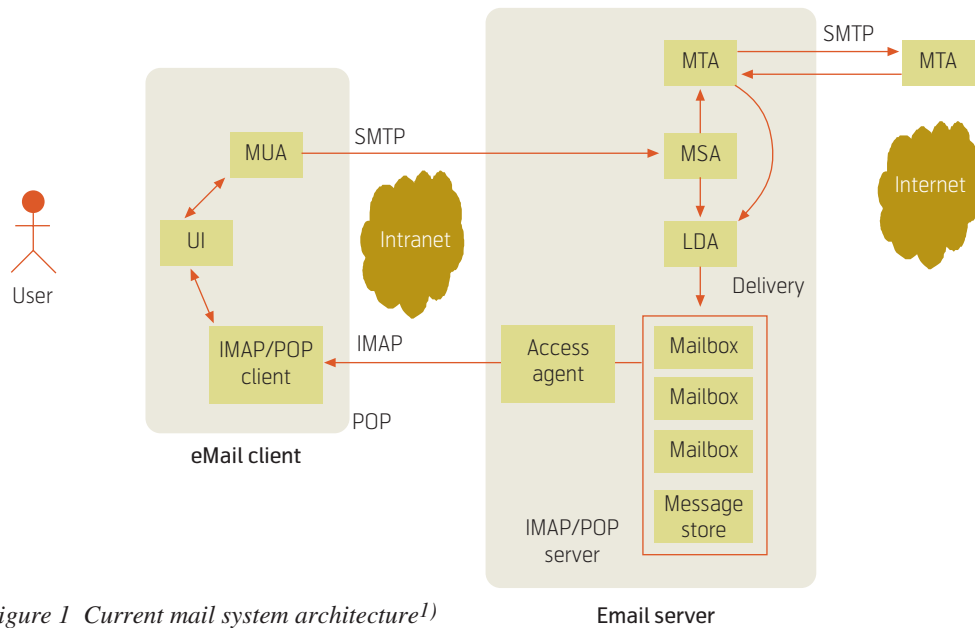 SMTP
MTA
MTA
SMTP
MUA
MSA
Internet
UI
Intranet
LDA
User
Delivery
IMAP/POP
client
IMAP
Access
agent
Mailbox
Mailbox
POP
eMail client
Mailbox
Message
store
IMAP/POP
server
igure 1 Current mail system architecture1)
Email server